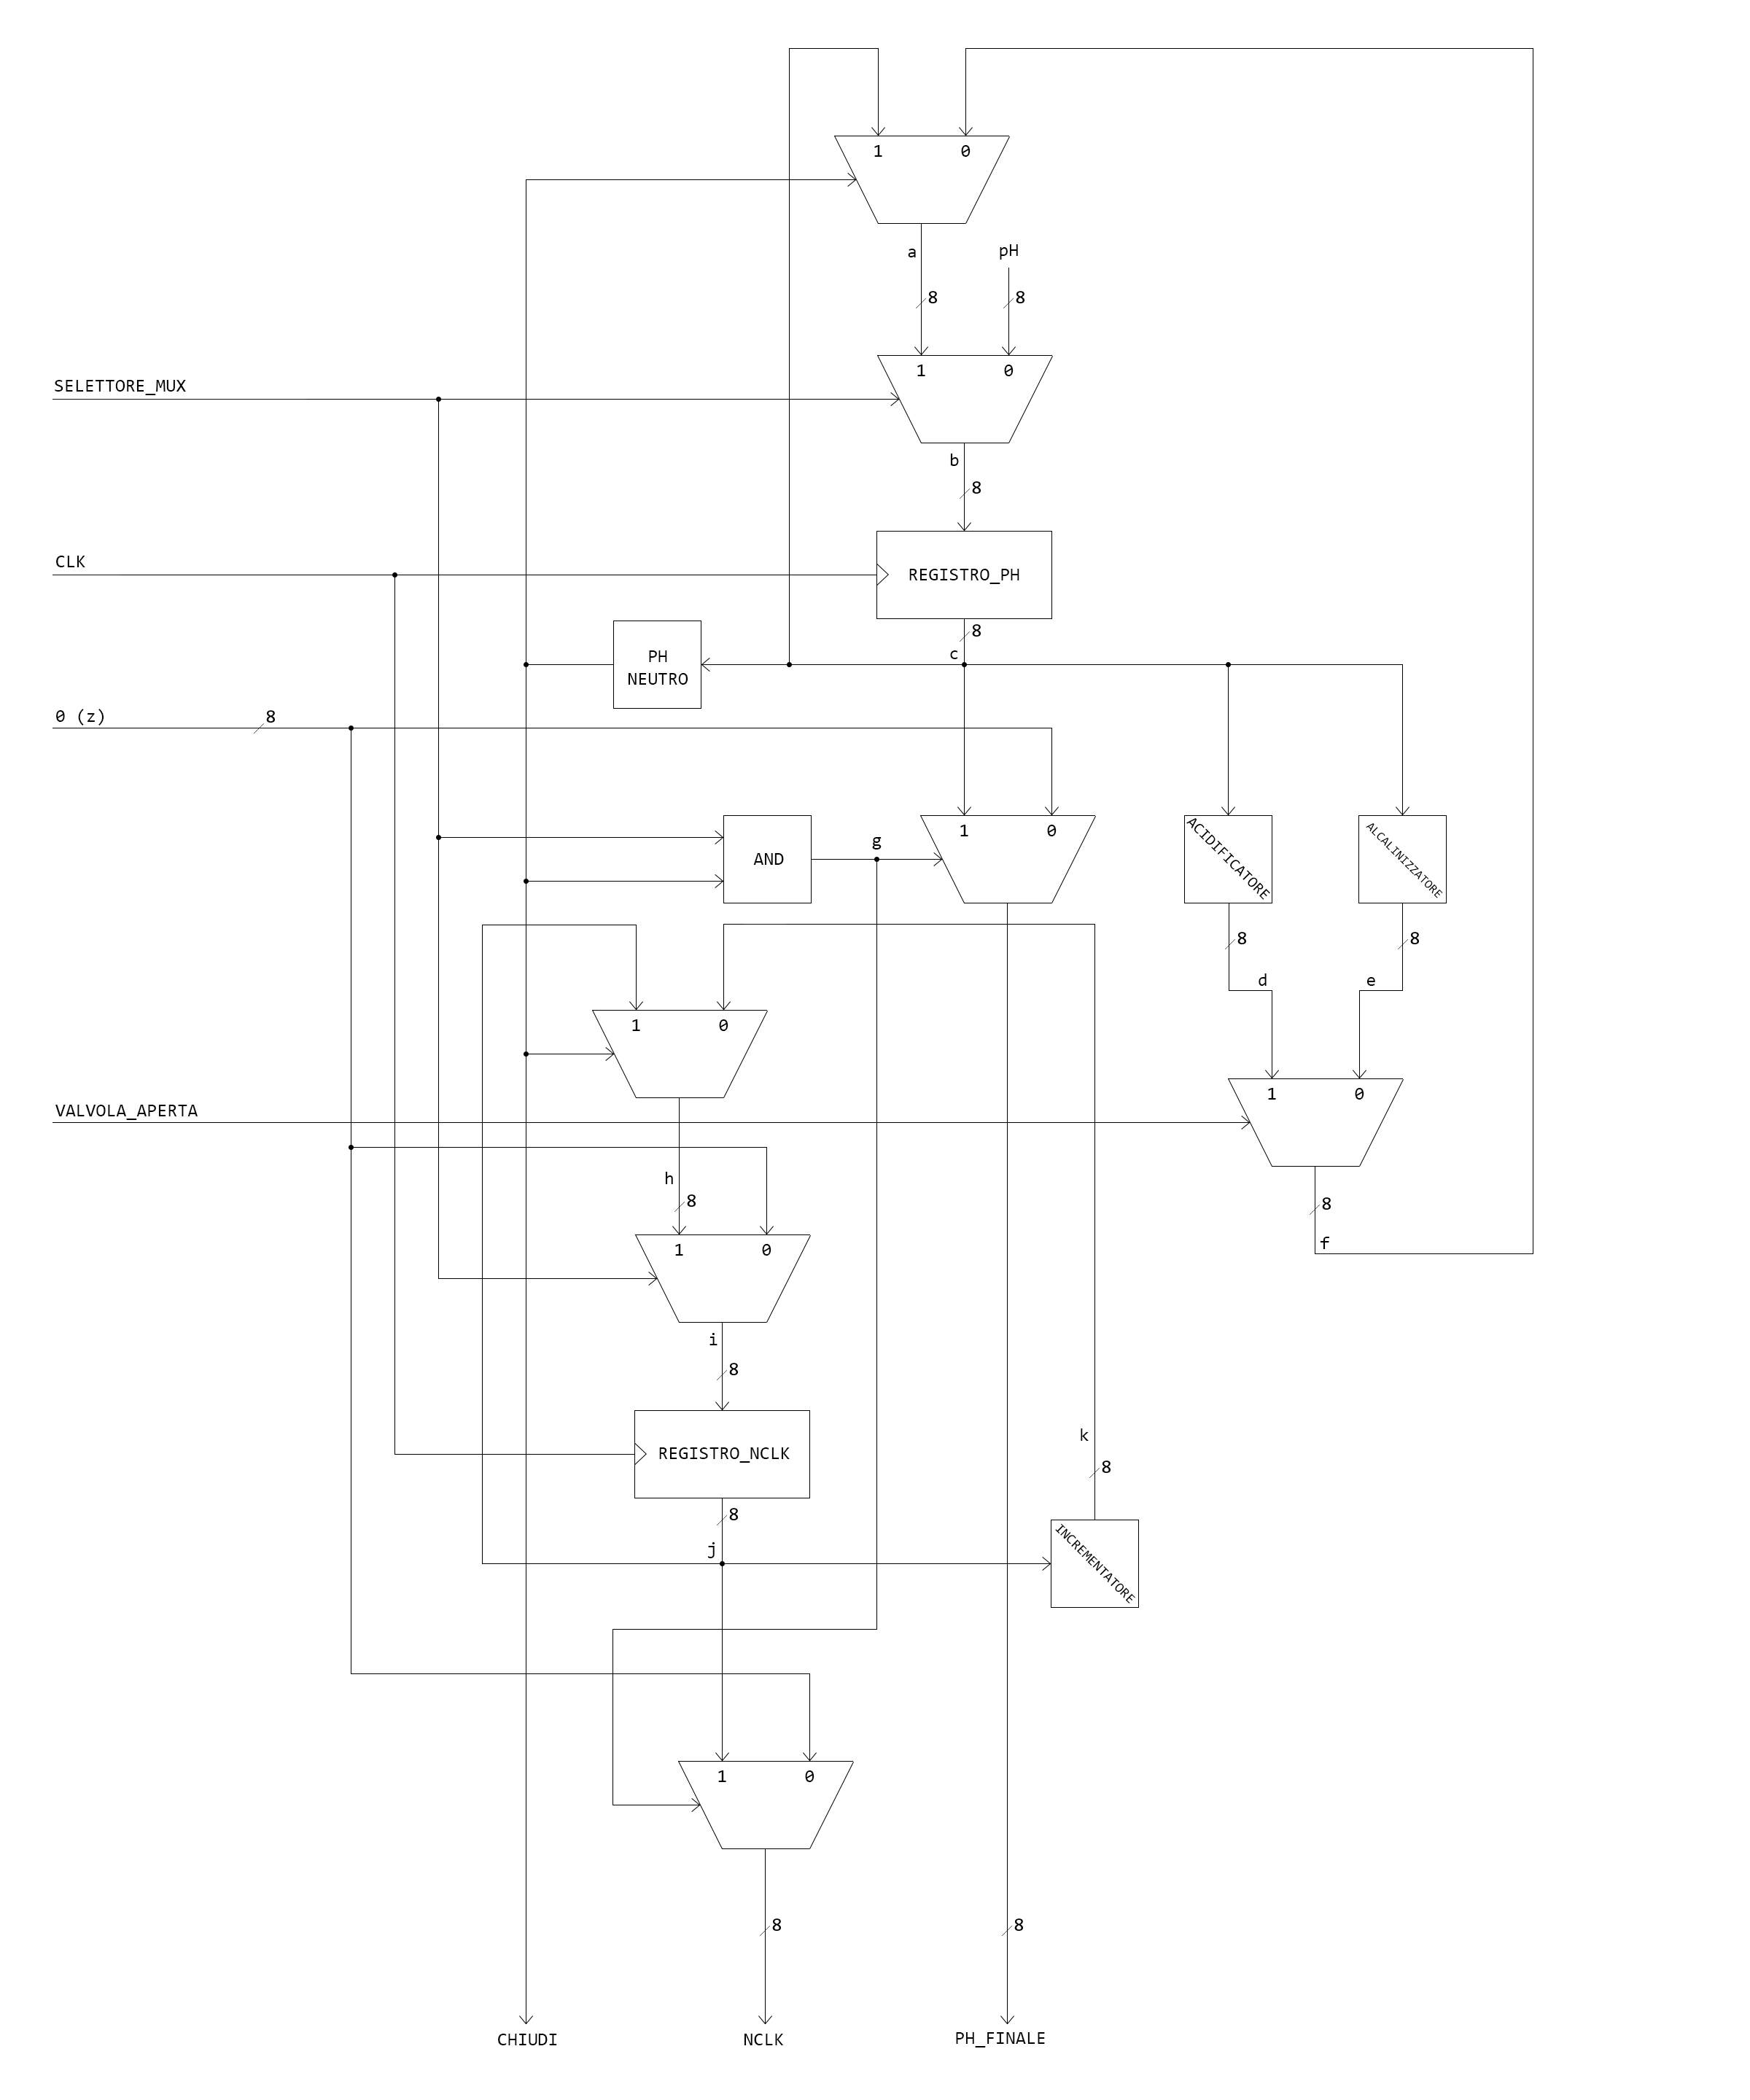 1 0
a pH
8 8
SELETTORE_MUX
1 0
b
8
CLK
REGISTRO_PH
8
PH
NEUTRO
c
0 (z) 8
1 0
AND
g
ACIDIFICATORE
ALCALINIZZATORE
8 8
d e
1 0
1 0
VALVOLA_APERTA
h
8
8
f
1 0
i
8
k
8
REGISTRO_NCLK
8
j
INCREMENTATORE
1 0
8 8
CHIUDI NCLK PH_FINALE